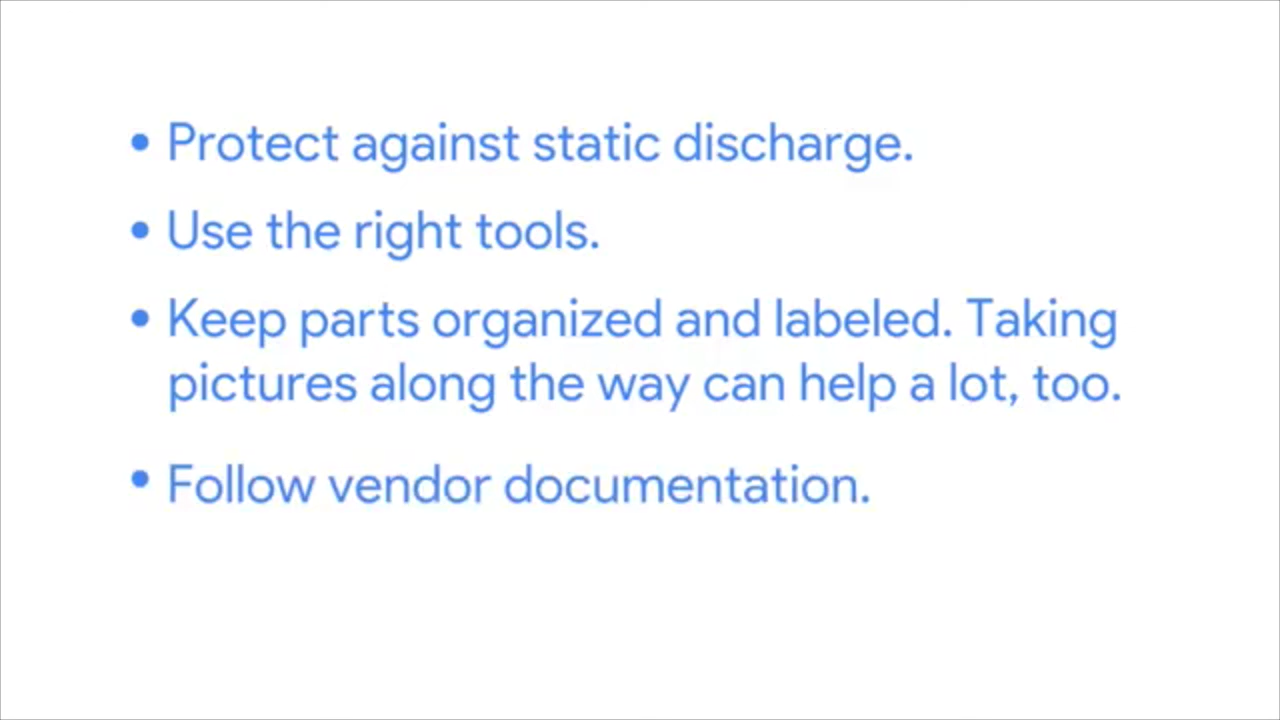 • Protect against static discharge.
• Use the right tools.
• Keep parts organized and labeled. Taking
pictures along the way can help a lot, too.
• Follow vendor documentation.